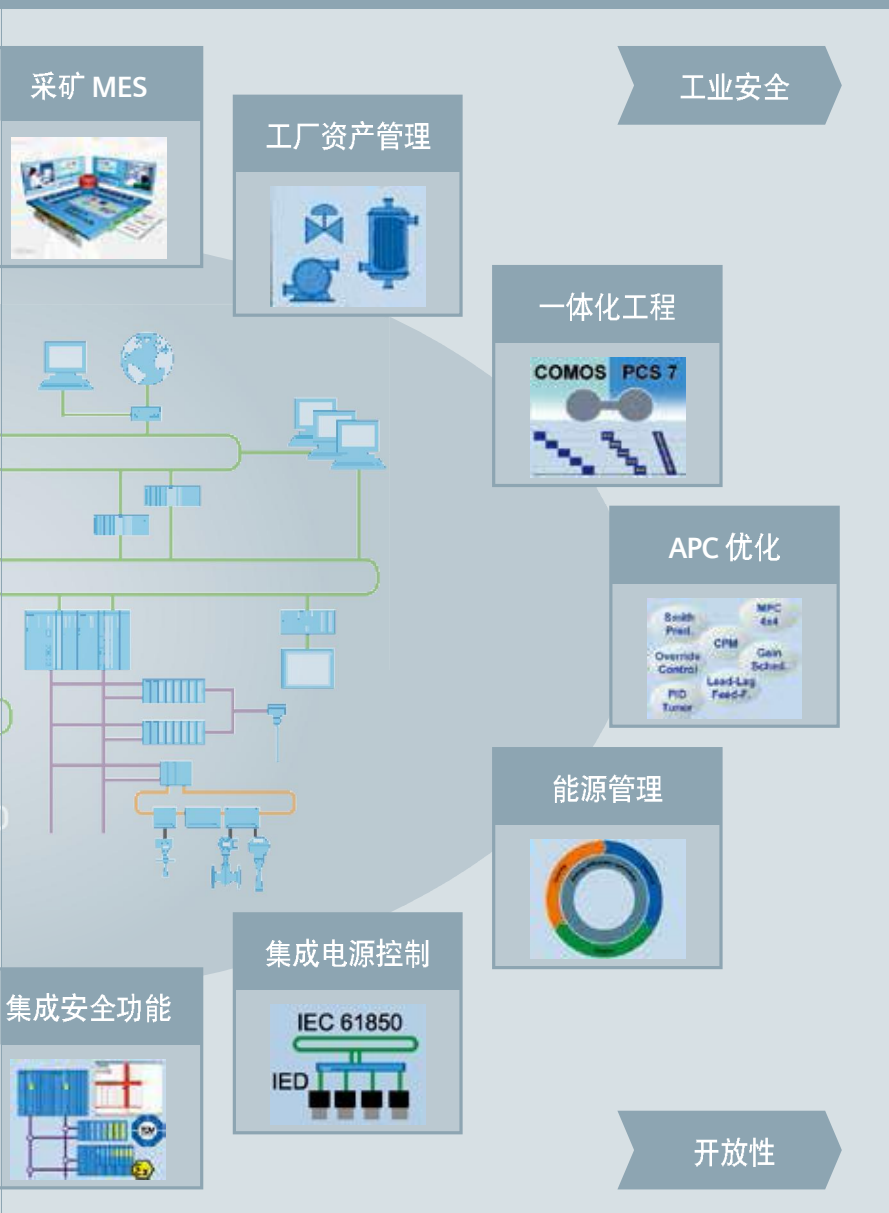 采矿 MES
工业安全
工厂资产管理
一体化工程
COMOS PCS 7
APC 优化
Smith
Pred.
MPC
4x4
CPM
Override
Control
Gain
Sched.
Lead-Lag
Feed-F.
PID
Tuner
能源管理
集成电源控制
IEC 61850
IED
集成安全功能
TÜV
开放性